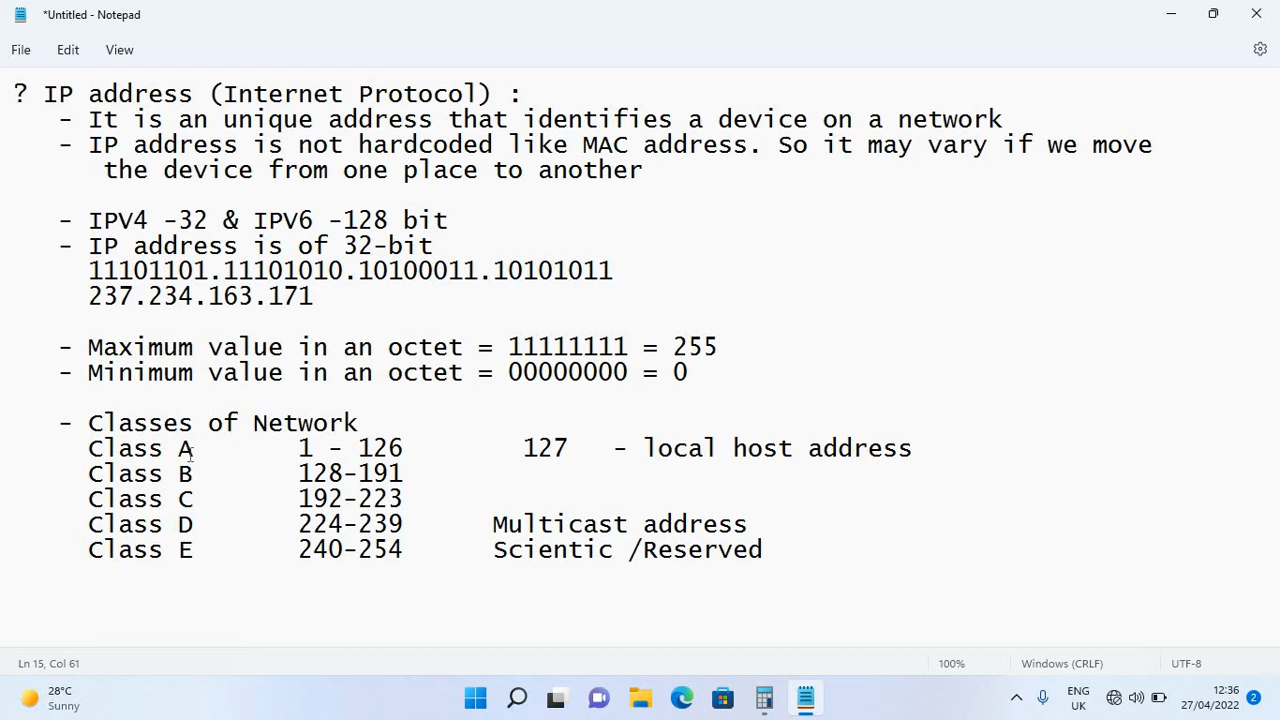 *Untitled - Notepad
File Edit View
? IP address (Internet Protocol) :
- It is an unique address that identifies a device on a network
- IP address is not hardcoded like MAC address. So it may vary if we move
the device from one place to another
- IPV4 -32 & IPV6 -128 bit
- IP address is of 32-bit
11101101.11101010.10100011.10101011
237.234.163.171
- Maximum value in an octet = 11111111 = 255
- Minimum value in an octet = 00000000 = 0
- Classes of Network
Class A 1 - 126 127 - local host address
Class B 128-191
Class C 192-223
Class D 224-239 Multicast address
Class E 240-254 Scientic /Reserved
Ln 15, Col 61 100% Windows (CRLF) UTF-8
28°C
Sunny
ENG
UK
12:36
27/04/2022
2